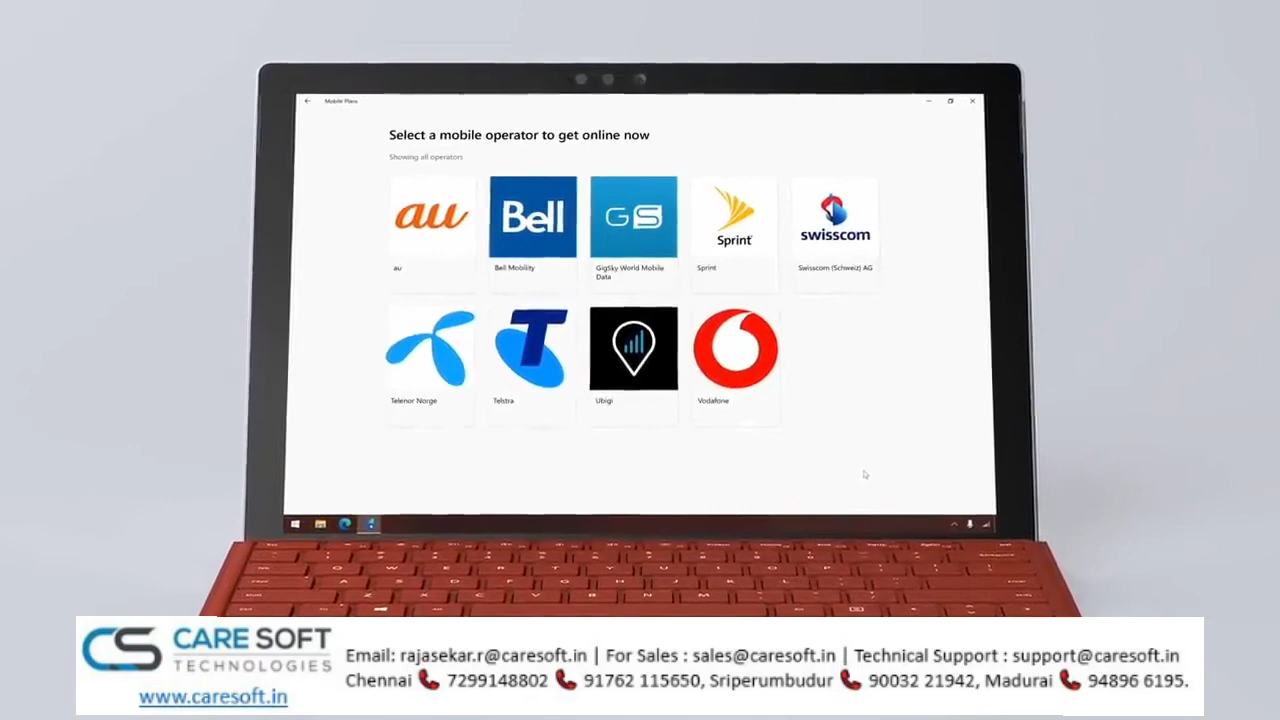 Mobile Plans
Select a mobile operator to get online now
Showing all operators
au
Bell
GS
Sprint
swisscom
au
Bell Mobility
GigSky World Mobile
Data
Sprint
Swisscom (Schweiz) AG
T
Telenor Norge
Telstra
Ubigi
Vodafone
Q W E R T Y U I O P
A S D F G H J K L
Z X C V B N M
CS CARE SOFT
TECHNOLOGIES
www.caresoft.in
Email: rajasekar.r@caresoft.in | For Sales : sales@caresoft.in | Technical Support : support@caresoft.in
Chennai 7299148802 91762 115650, Sriperumbudur 90032 21942, Madurai 94896 6195.